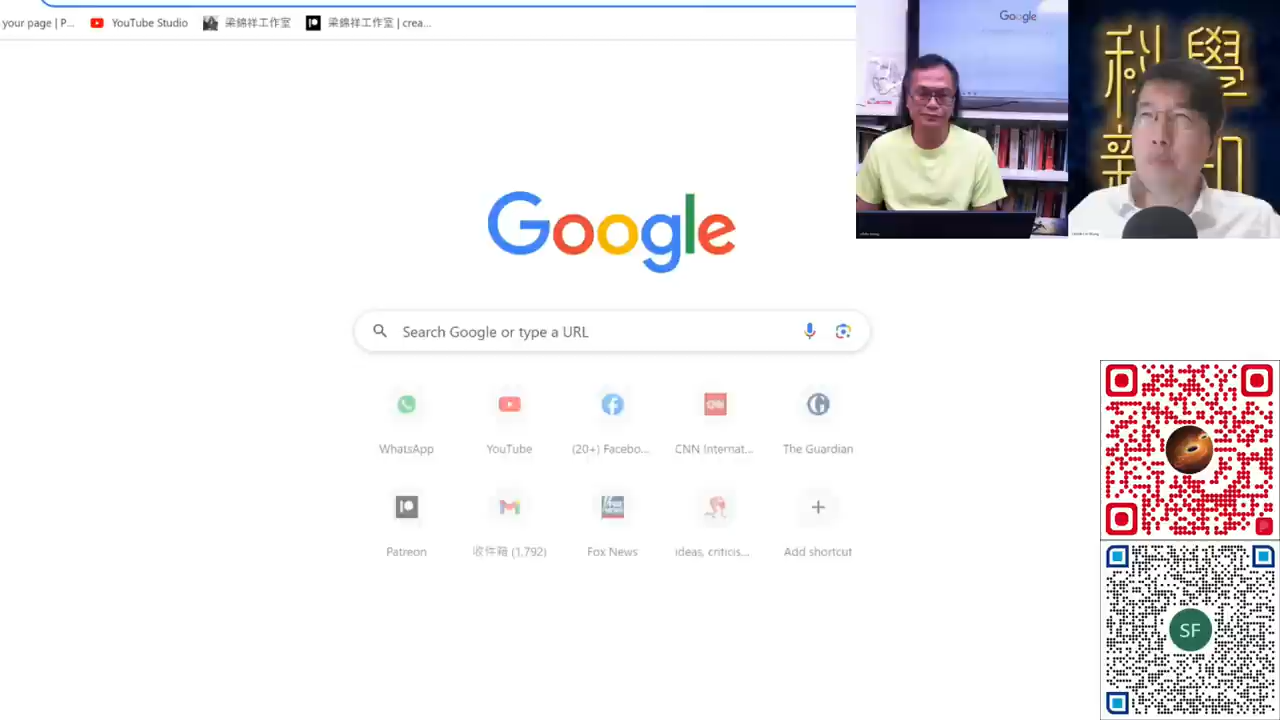 your page | P...
YouTube Studio
梁錦祥工作室
梁錦祥工作室 | crea...
Google
科學
新知
Google
Search Google or type a URL
WhatsApp
YouTube
(20+) Facebo...
CNN Internat...
The Guardian
Patreon
收件箱 (1,792)
Fox News
ideas, criticis...
Add shortcut
SF